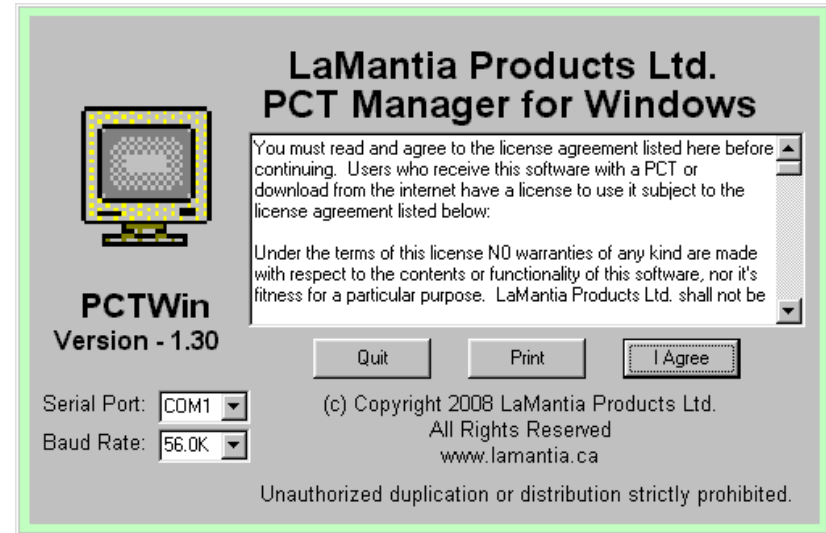 LaMantia Products Ltd.
PCT Manager for Windows
You must read and agree to the license agreement listed here before
continuing. Users who receive this software with a PCT or
download from the internet have a license to use it subject to the
license agreement listed below:
Under the terms of this license NO warranties of any kind are made
with respect to the contents or functionality of this software, nor it's
fitness for a particular purpose. LaMantia Products Ltd. shall not be
PCTWin
Version - 1.30
Quit
Print
I Agree
Serial Port: COM1
Baud Rate: 56.0K
(c) Copyright 2008 LaMantia Products Ltd.
All Rights Reserved
www.lamantia.ca
Unauthorized duplication or distribution strictly prohibited.